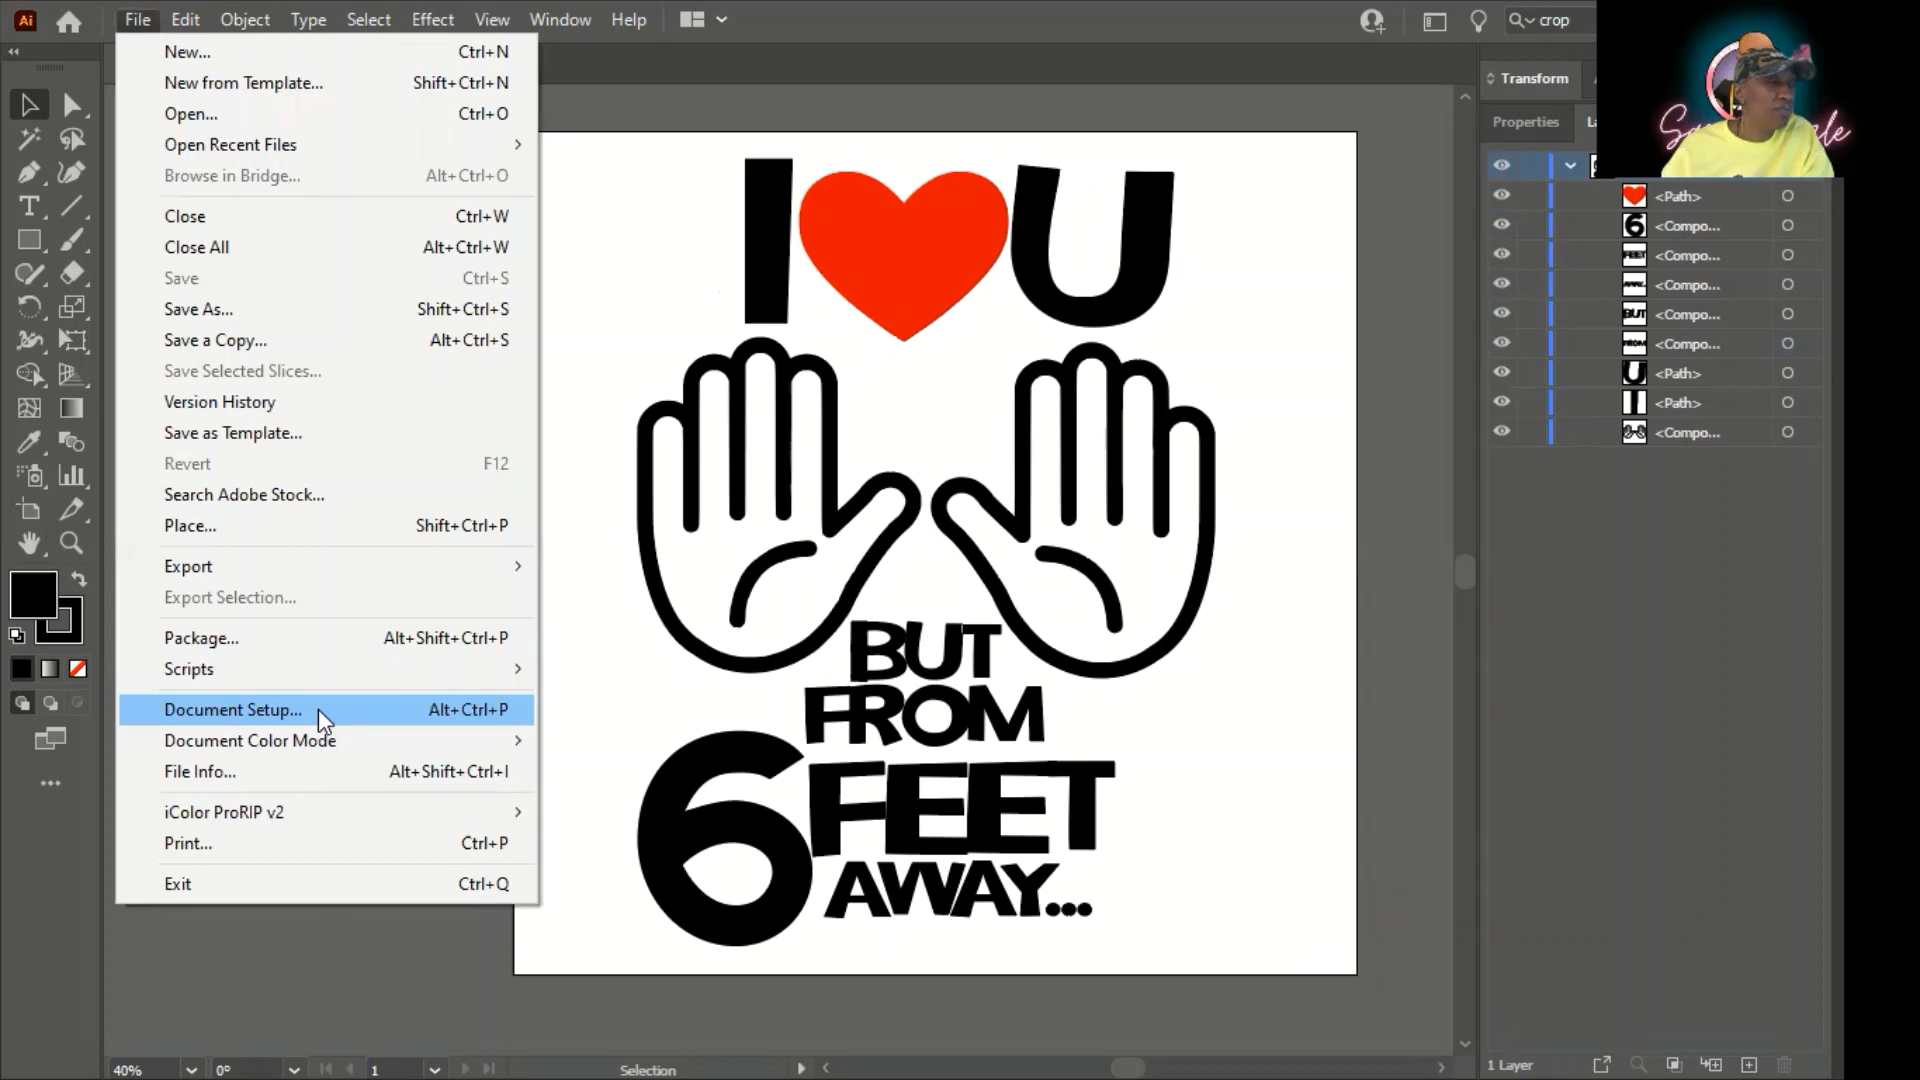 Ai File Edit Object Type Select Effect View Window Help crop
New... Ctrl+N
New from Template... Shift+Ctrl+N
Open... Ctrl+O
Open Recent Files
Browse in Bridge... Alt+Ctrl+O
Close Ctrl+W
Close All Alt+Ctrl+W
Save Ctrl+S
Save As... Shift+Ctrl+S
Save a Copy... Alt+Ctrl+S
Save Selected Slices...
Version History
Save as Template...
Revert F12
Search Adobe Stock...
Place... Shift+Ctrl+P
Export
Export Selection...
Package... Alt+Shift+Ctrl+P
Scripts
Document Setup... Alt+Ctrl+P
Document Color Mode
File Info... Alt+Shift+Ctrl+I
iColor ProRIP v2
Print... Ctrl+P
Exit Ctrl+Q
I U
BUT
FROM
6 FEET
AWAY...
Transform
Properties
<Path>
6 <Compo...
FEET <Compo...
AWAY... <Compo...
BUT <Compo...
FROM <Compo...
U <Path>
I <Path>
<Compo...
40% 0° 1 Selection
1 Layer